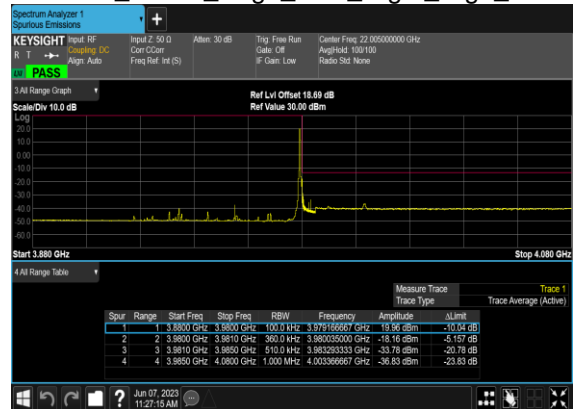 Spectrum Analyzer 1
Spurious Emissions
+
KEYSIGHT Input: RF Input Z: 50 Ω Atten: 30 dB Trig: Free Run Center Freq: 22.005000000 GHz
R T Coupling: DC Corr CCorr Gate: Off Avg|Hold: 100/100
Align: Auto Freq Ref: Int (S) IF Gain: Low Radio Std: None
PASS
3 All Range Graph Ref Lvl Offset 18.69 dB
Scale/Div 10.0 dB Ref Value 30.00 dBm
Log
20.0
10.0
0.00
-10.0
-20.0
-30.0
-40.0
-50.0
-60.0
Start 3.880 GHz Stop 4.080 GHz
4 All Range Table
Measure Trace Trace 1
Trace Type Trace Average (Active)
Spur Range Start Freq Stop Freq RBW Frequency Amplitude ΔLimit
1 1 3.8800 GHz 3.9800 GHz 100.0 kHz 3.979166667 GHz 19.96 dBm -10.04 dB
2 2 3.9800 GHz 3.9810 GHz 360.0 kHz 3.980035000 GHz -18.16 dBm -5.157 dB
3 3 3.9810 GHz 3.9850 GHz 510.0 kHz 3.983293333 GHz -33.78 dBm -20.78 dB
4 4 3.9850 GHz 4.0800 GHz 1.000 MHz 4.003366667 GHz -36.83 dBm -23.83 dB
? Jun 07, 2023
11:27:15 AM